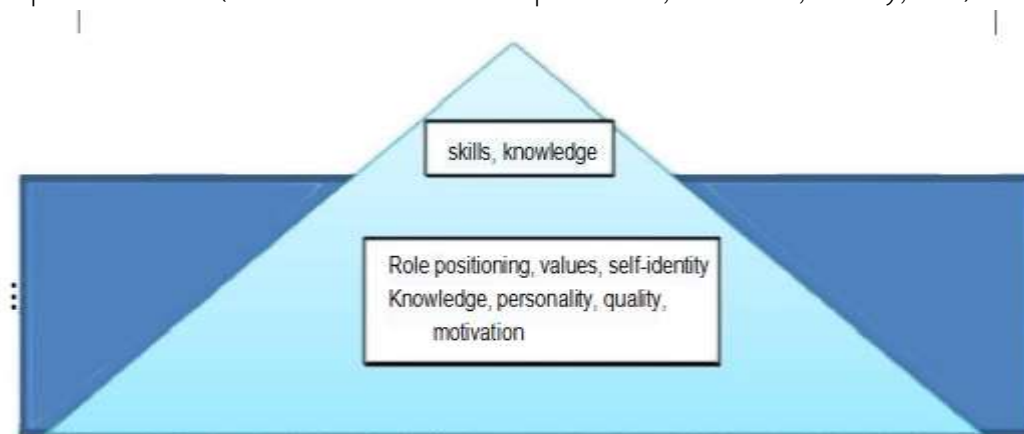 skills, knowledge
Role positioning, values, self-identity
Knowledge, personality, quality,
motivation